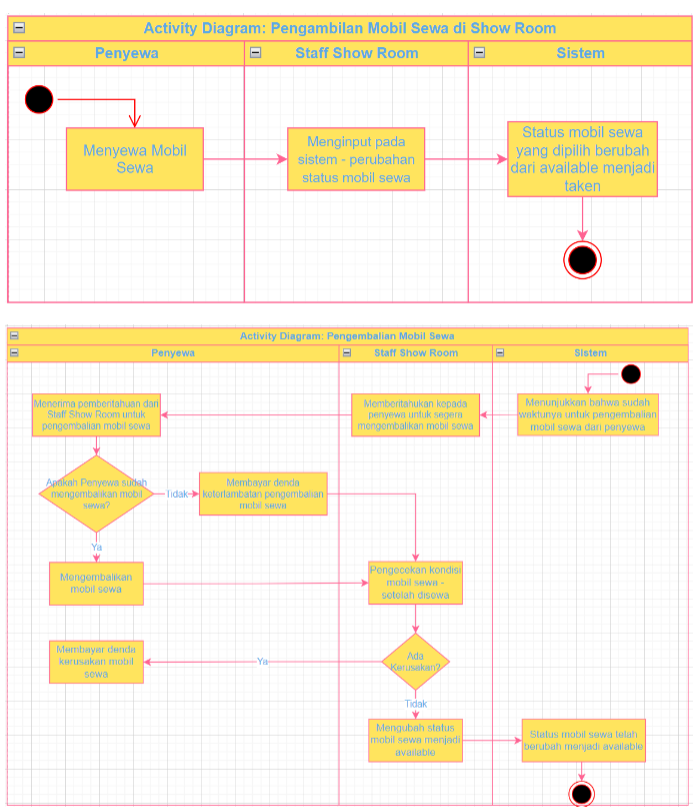 Activity Diagram: Pengambilan Mobil Sewa di Show Room
Penyewa
Staff Show Room
Sistem
Menyewa Mobil
Sewa
Menginput pada
sistem - perubahan
status mobil sewa
Status mobil sewa
yang dipilih berubah
dari available menjadi
taken
Activity Diagram: Pengembalian Mobil Sewa
Penyewa
Staff Show Room
Sistem
Menerima pemberitahuan dari
Staff Show Room untuk
pengembalian mobil sewa
Memberitahukan kepada
penyewa untuk segera
mengembalikan mobil sewa
Menunjukkan bahwa sudah
waktunya untuk pengembalian
mobil sewa dari penyewa
Apakah Penyewa sudah
mengembalikan mobil
sewa?
Tidak
Membayar denda
keterlambatan pengembalian
mobil sewa
Ya
Mengembalikan
mobil sewa
Pengecekan kondisi
mobil sewa -
setelah disewa
Membayar denda
kerusakan mobil
sewa
Ya
Ada
Kerusakan?
Tidak
Mengubah status
mobil sewa menjadi
available
Status mobil sewa telah
berubah menjadi available